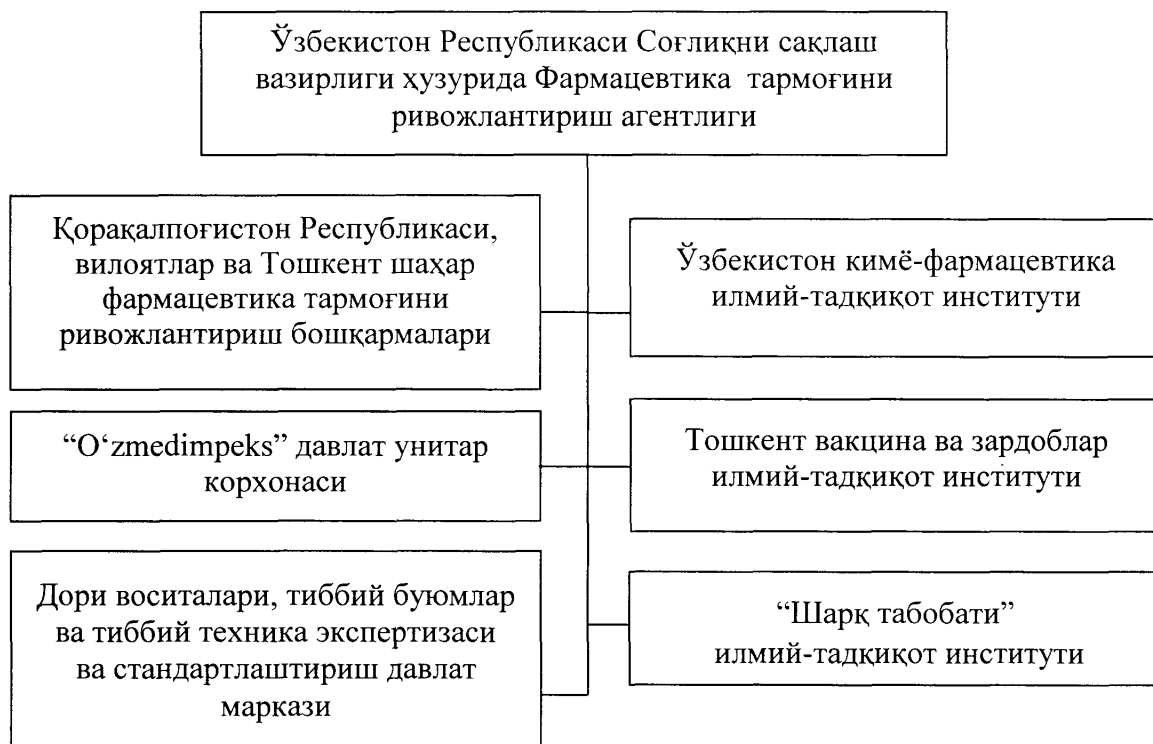 Ўзбекистон Республикаси Соғлиқни сақлаш
вазирлиги ҳузурида Фармацевтика тармоғини
ривожлантириш агентлиги
Қорақалпоғистон Республикаси,
вилоятлар ва Тошкент шаҳар
фармацевтика тармоғини
ривожлантириш бошқармалари
Ўзбекистон кимё-фармацевтика
илмий-тадқиқот институти
“O‘zmedimpeks” давлат унитар
корхонаси
Тошкент вакцина ва зардоблар
илмий-тадқиқот институти
Дори воситалари, тиббий буюмлар
ва тиббий техника экспертизаси
ва стандартлаштириш давлат
маркази
“Шарқ табобати”
илмий-тадқиқот институти